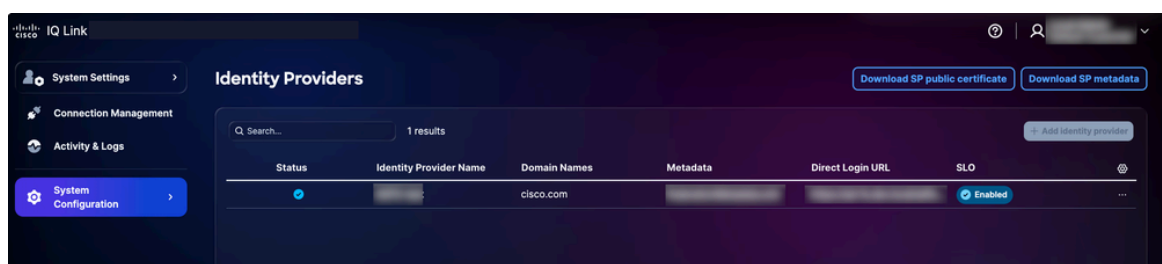 cisco IQ Link
System Settings
Identity Providers
Download SP public certificate
Download SP metadata
Connection Management
Search...
1 results
+ Add identity provider
Activity & Logs
Status Identity Provider Name Domain Names Metadata Direct Login URL SLO
System
Configuration
cisco.com
Enabled
...